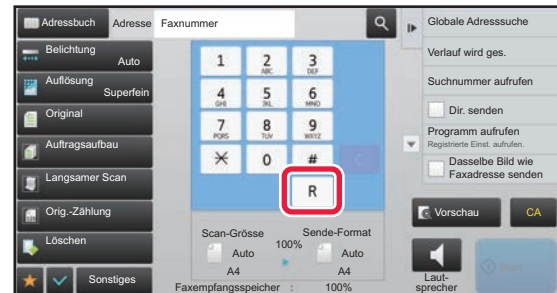 Adressbuch
Adresse Faxnummer
Belichtung
Auto
Auflösung
Superfein
Original
Auftragsaufbau
Langsamer Scan
Orig.-Zählung
Löschen
Sonstiges
1
2 ABC
3 DEF
4 GHI
5 JKL
6 MNO
7 PQRS
8 TUV
9 WXYZ
0
#
C
R
Scan-Grösse
Auto
A4
100%
Sende-Format
Auto
A4
Faxempfangsspeicher : 100%
Globale Adresssuche
Verlauf wird ges.
Suchnummer aufrufen
Dir. senden
Programm aufrufen
Registrierte Einst. aufrufen.
Dasselbe Bild wie
Faxadresse senden
Vorschau
CA
Laut-
sprecher
Start